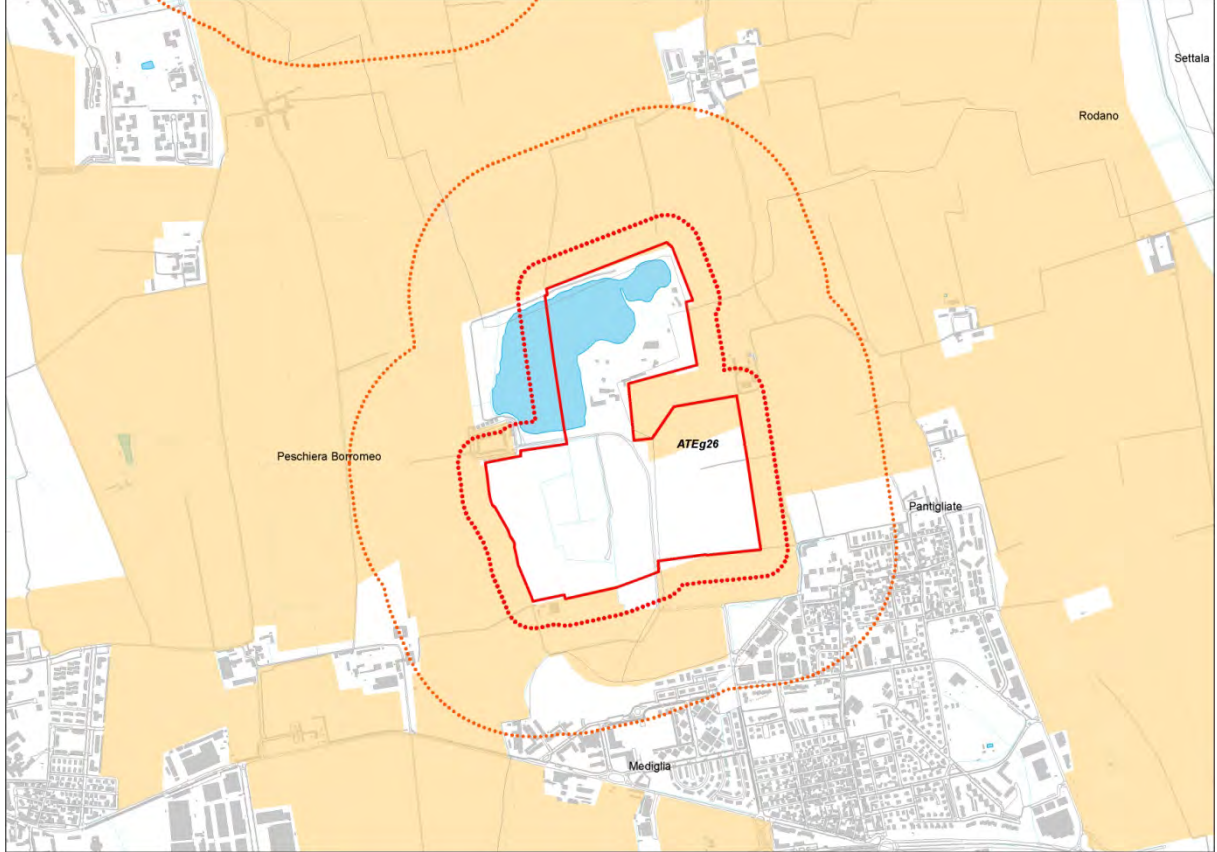 Settala
Rodano
ATEg26
Peschiera Borromeo
Pantigliate
Mediglia